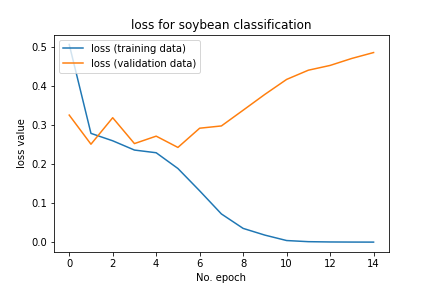 loss for soybean classification
loss (training data)
loss (validation data)
loss value
0.5
0.4
0.3
0.2
0.1
0.0
0 2 4 6 8 10 12 14
No. epoch